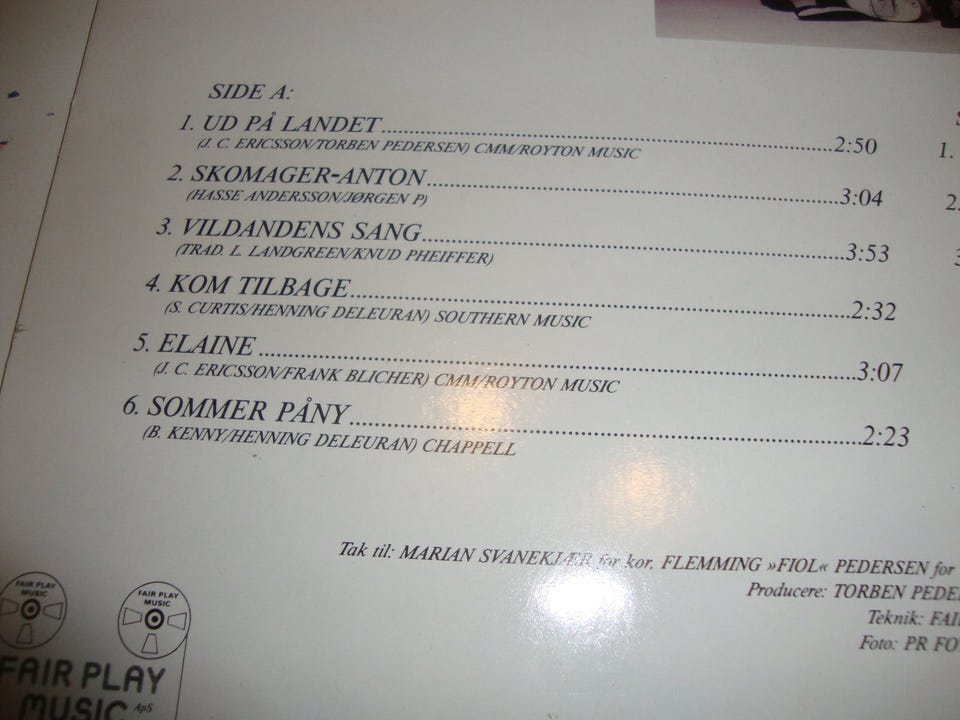 SIDE A:
1. UD PÅ LANDET 2:50
(J. C. ERICSSON/TORBEN PEDERSEN) CMM/ROYTON MUSIC
2. SKOMAGER-ANTON 3:04
(HASSE ANDERSSON/JØRGEN P)
3. VILDANDENS SANG 3:53
(TRAD. L. LANDGREEN/KNUD PHEIFFER)
4. KOM TILBAGE 2:32
(S. CURTIS/HENNING DELEURAN) SOUTHERN MUSIC
5. ELAINE 3:07
(J. C. ERICSSON/FRANK BLICHER) CMM/ROYTON MUSIC
6. SOMMER PÅNY 2:23
(B. KENNY/HENNING DELEURAN) CHAPPELL
1.
2.
Tak til: MARIAN SVANEKJÆR for kor, FLEMMING »FIOL« PEDERSEN for
Producere: TORBEN
Teknik:
Foto: PR
FAIR PLAY
MUSIC
FAIR PLAY
MUSIC
FAIR PLAY
MUSIC ApS